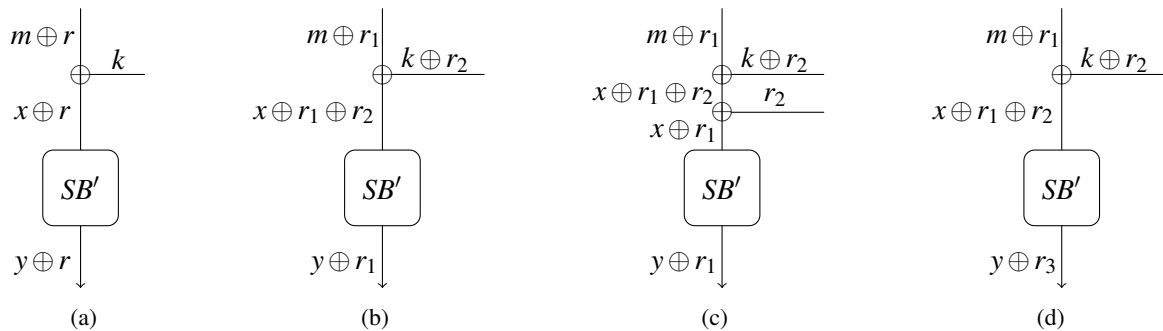 m ⊕ r
k
x ⊕ r
SB′
y ⊕ r
(a)
m ⊕ r₁
k ⊕ r₂
x ⊕ r₁ ⊕ r₂
SB′
y ⊕ r₁
(b)
m ⊕ r₁
k ⊕ r₂
x ⊕ r₁ ⊕ r₂
r₂
x ⊕ r₁
SB′
y ⊕ r₁
(c)
m ⊕ r₁
k ⊕ r₂
x ⊕ r₁ ⊕ r₂
SB′
y ⊕ r₃
(d)